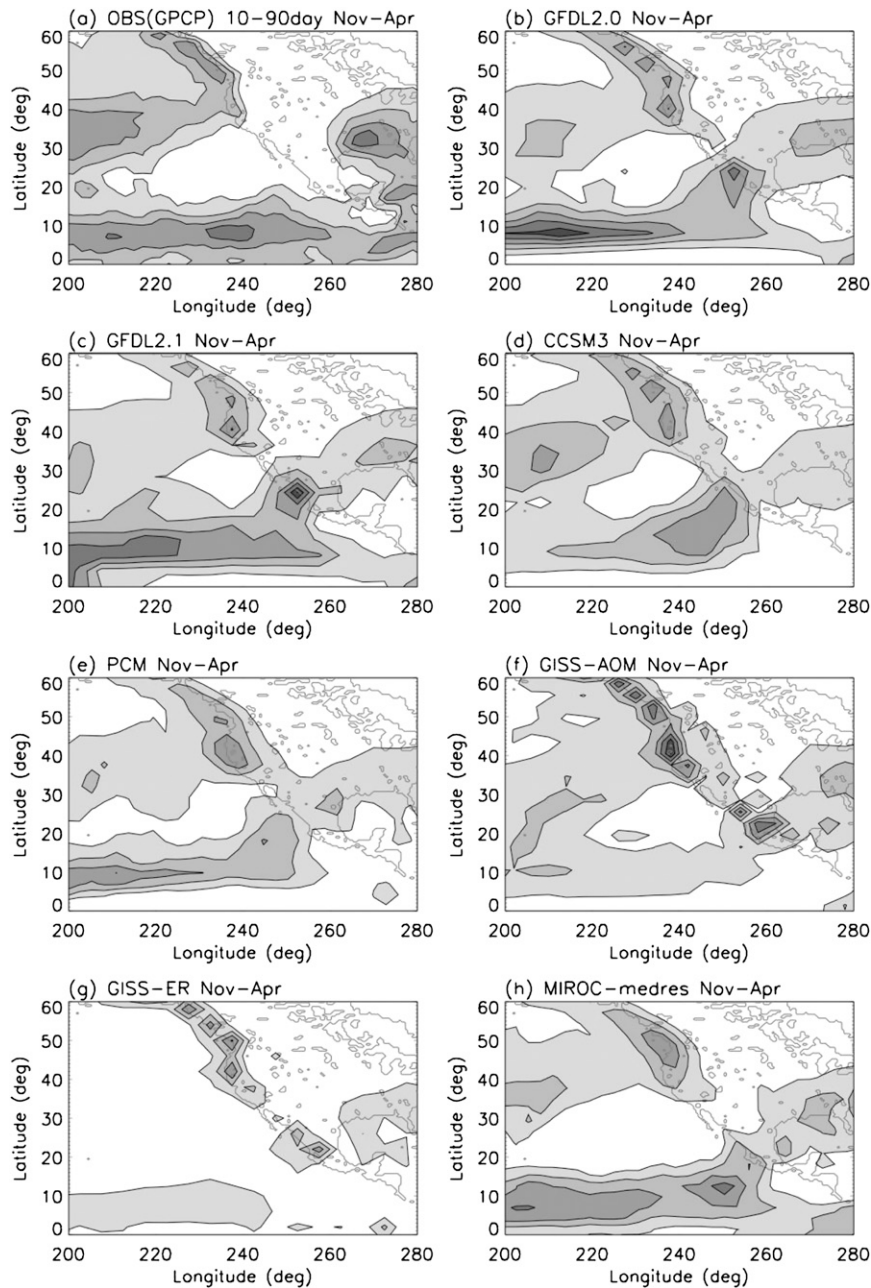 (a) OBS(GPCP) 10-90day Nov-Apr
60
50
40
30
20
10
0
Latitude (deg)
200 220 240 260 280
Longitude (deg)
(b) GFDL2.0 Nov-Apr
60
50
40
30
20
10
0
Latitude (deg)
200 220 240 260 280
Longitude (deg)
(c) GFDL2.1 Nov-Apr
60
50
40
30
20
10
0
Latitude (deg)
200 220 240 260 280
Longitude (deg)
(d) CCSM3 Nov-Apr
60
50
40
30
20
10
0
Latitude (deg)
200 220 240 260 280
Longitude (deg)
(e) PCM Nov-Apr
60
50
40
30
20
10
0
Latitude (deg)
200 220 240 260 280
Longitude (deg)
(f) GISS-AOM Nov-Apr
60
50
40
30
20
10
0
Latitude (deg)
200 220 240 260 280
Longitude (deg)
(g) GISS-ER Nov-Apr
60
50
40
30
20
10
0
Latitude (deg)
200 220 240 260 280
Longitude (deg)
(h) MIROC-medres Nov-Apr
60
50
40
30
20
10
0
Latitude (deg)
200 220 240 260 280
Longitude (deg)